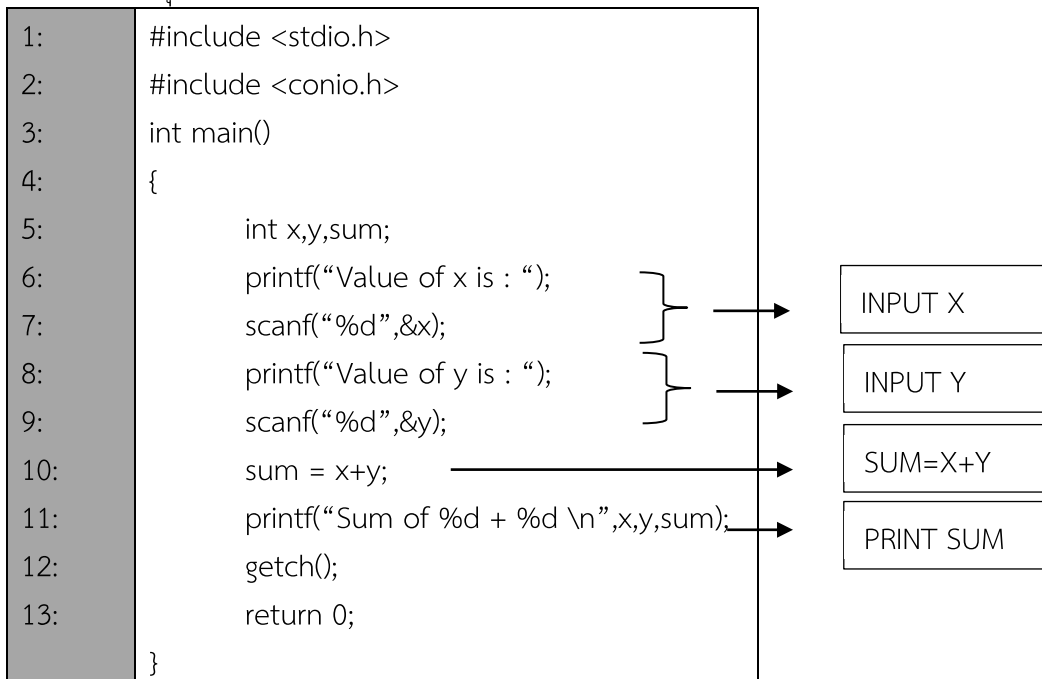 1: #include <stdio.h>
2: #include <conio.h>
3: int main()
4: {
5: int x,y,sum;
6: printf(“Value of x is : “);
INPUT X
7: scanf(“%d”,&x);
8: printf(“Value of y is : “);
INPUT Y
9: scanf(“%d”,&y);
10: sum = x+y;
SUM=X+Y
11: printf(“Sum of %d + %d \n”,x,y,sum);
PRINT SUM
12: getch();
13: return 0;
}